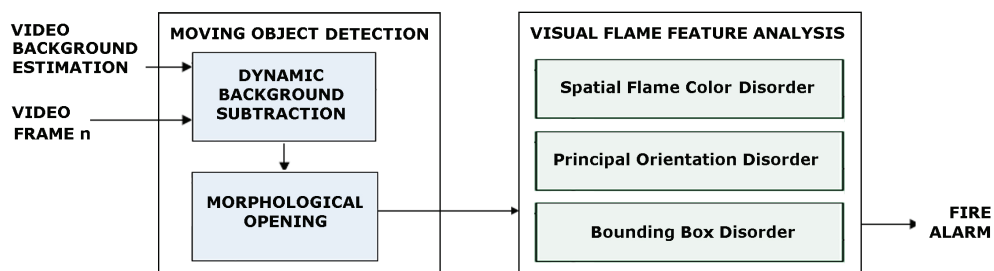 VIDEO
BACKGROUND
ESTIMATION
VIDEO
FRAME n
MOVING OBJECT DETECTION
DYNAMIC
BACKGROUND
SUBTRACTION
MORPHOLOGICAL
OPENING
VISUAL FLAME FEATURE ANALYSIS
Spatial Flame Color Disorder
Principal Orientation Disorder
Bounding Box Disorder
FIRE
ALARM